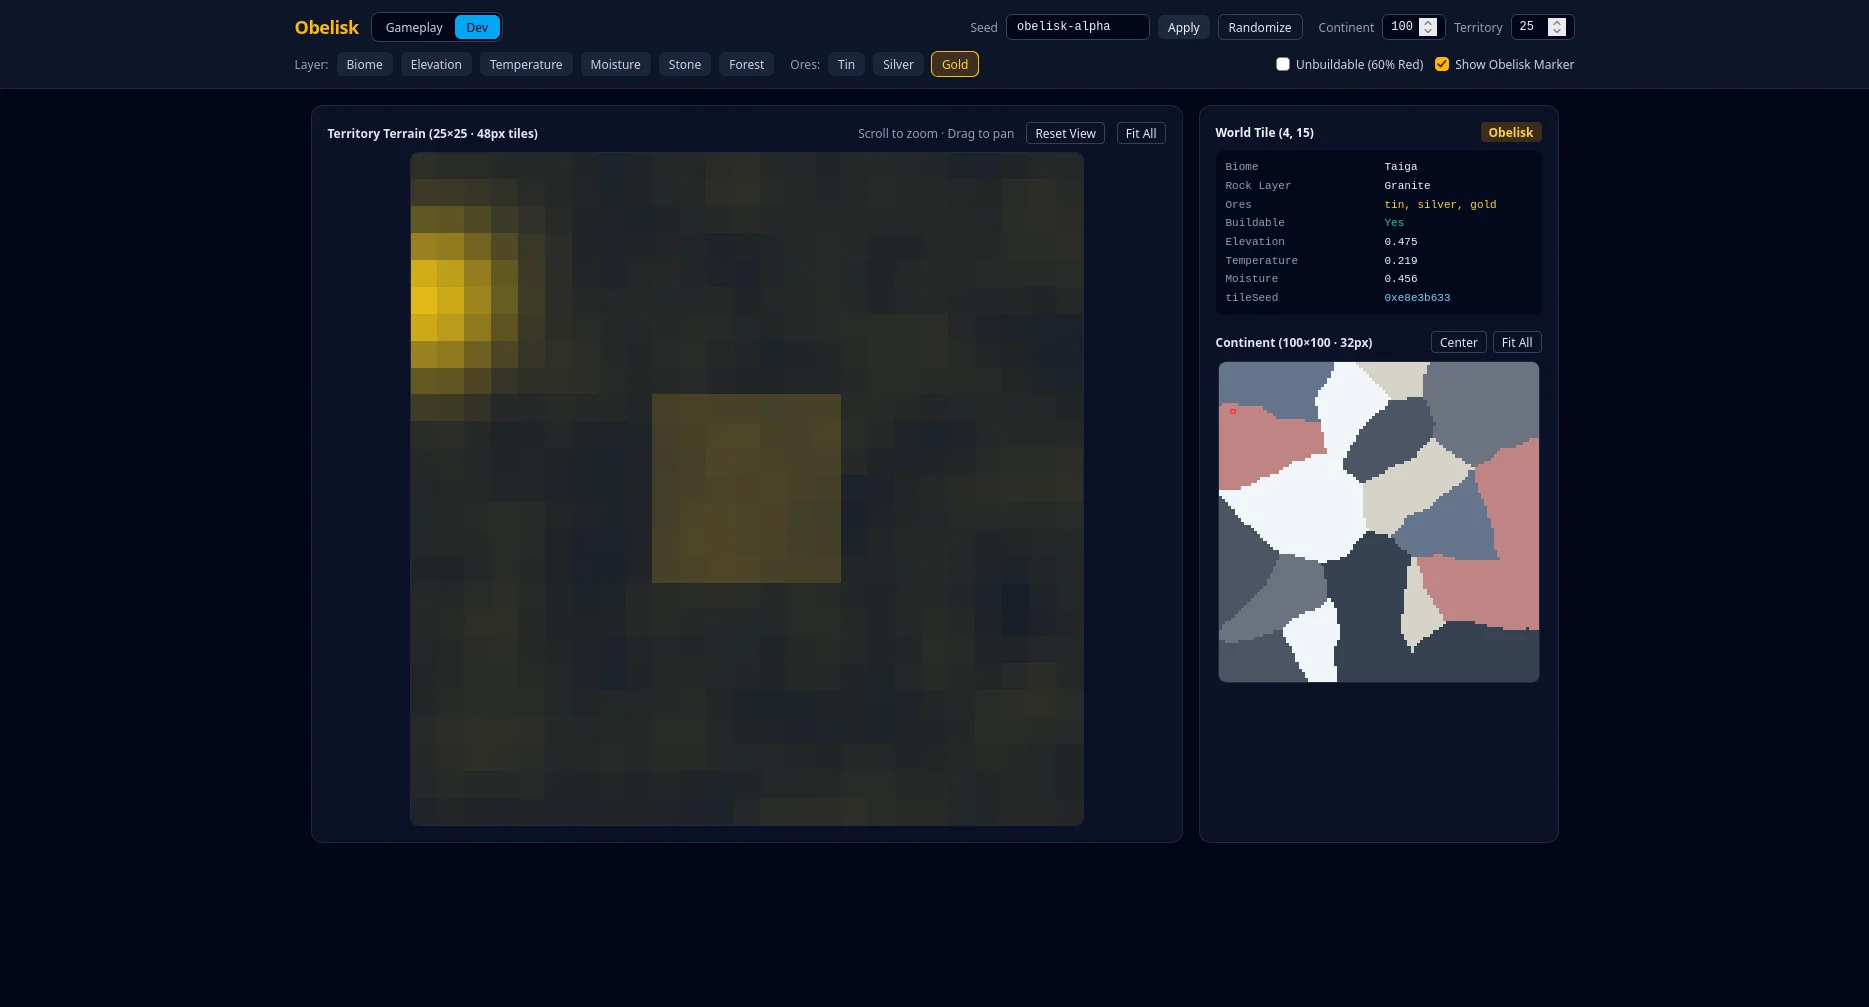 Obelisk Gameplay Dev Seed obelisk-alpha Apply Randomize Continent 100 Territory 25
Layer: Biome Elevation Temperature Moisture Stone Forest Ores: Tin Silver Gold Unbuildable (60% Red) Show Obelisk Marker
Territory Terrain (25×25 · 48px tiles) Scroll to zoom · Drag to pan Reset View Fit All
World Tile (4, 15) Obelisk
Biome Taiga
Rock Layer Granite
Ores tin, silver, gold
Buildable Yes
Elevation 0.475
Temperature 0.219
Moisture 0.456
tileSeed 0xe8e3b633
Continent (100×100 · 32px) Center Fit All